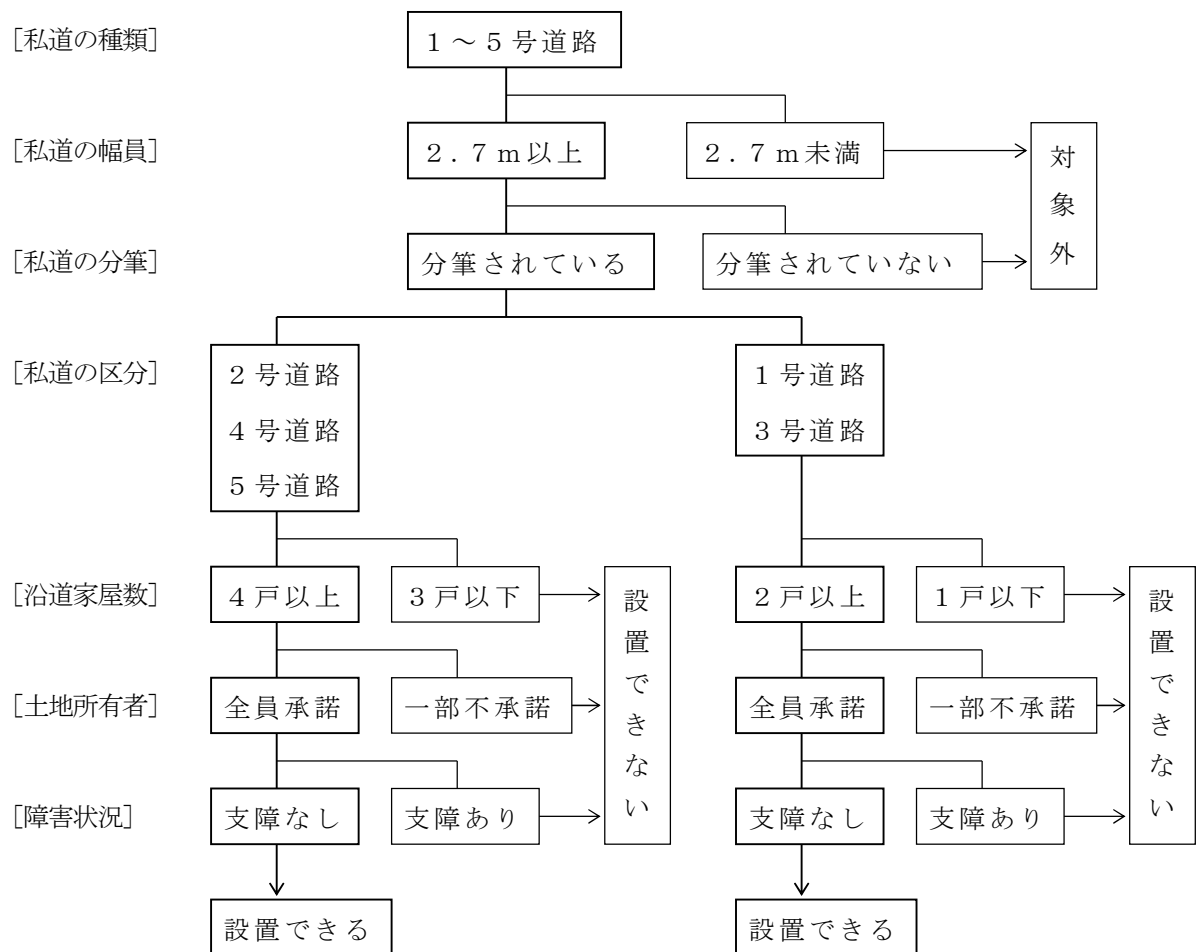 [私道の種類]
1～5号道路
[私道の幅員]
2.7m以上
2.7m未満
対象外
[私道の分筆]
分筆されている
分筆されていない
[私道の区分]
2号道路
4号道路
5号道路
1号道路
3号道路
[沿道家屋数]
4戸以上
3戸以下
設置できない
2戸以上
1戸以下
設置できない
[土地所有者]
全員承諾
一部不承諾
全員承諾
一部不承諾
[障害状況]
支障なし
支障あり
支障なし
支障あり
設置できる
設置できる